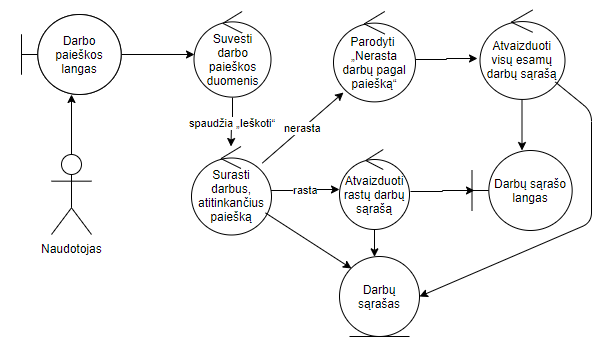 Darbo
paieškos
langas
Suvesti
darbo
paieškos
duomenis
Parodyti
„Nerasta
darbų pagal
paiešką“
Atvaizduoti
visų esamų
darbų sąrašą
spaudžia „Ieškoti“
nerasta
Surasti
darbus,
atitinkančius
paiešką
rasta
Atvaizduoti
rastų darbų
sąrašą
Darbų sąrašo
langas
Naudotojas
Darbų
sąrašas